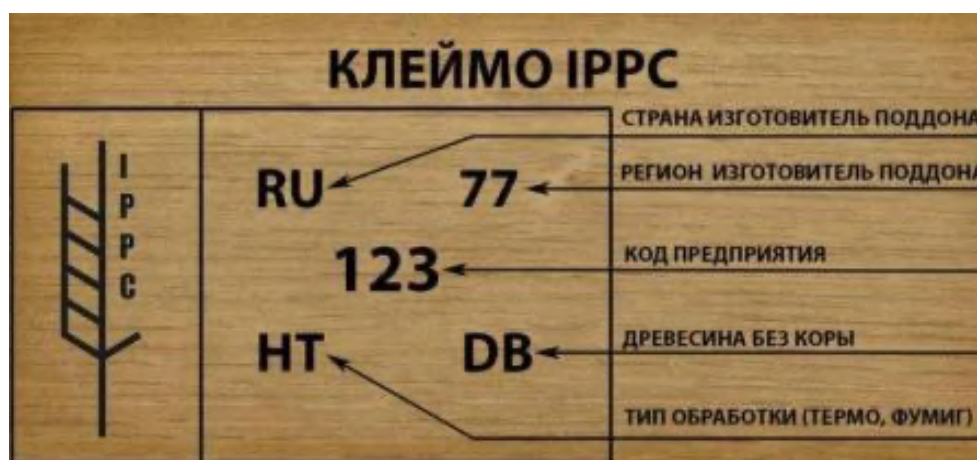 КЛЕЙМО IPPC
СТРАНА ИЗГОТОВИТЕЛЬ ПОДДОНА
IPPC
RU 77
РЕГИОН ИЗГОТОВИТЕЛЬ ПОДДОНА
123
КОД ПРЕДПРИЯТИЯ
HT DB
ДРЕВЕСИНА БЕЗ КОРЫ
ТИП ОБРАБОТКИ (ТЕРМО, ФУМИГ)